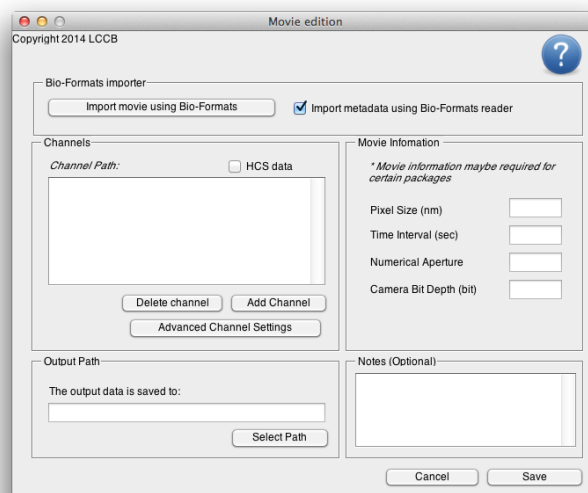 Movie edition
Copyright 2014 LCCB
?
Bio-Formats importer
Import movie using Bio-Formats
Import metadata using Bio-Formats reader
Channels
Channel Path:
HCS data
Delete channel
Add Channel
Advanced Channel Settings
Movie Infomation
* Movie information maybe required for
certain packages
Pixel Size (nm)
Time Interval (sec)
Numerical Aperture
Camera Bit Depth (bit)
Output Path
The output data is saved to:
Select Path
Notes (Optional)
Cancel
Save